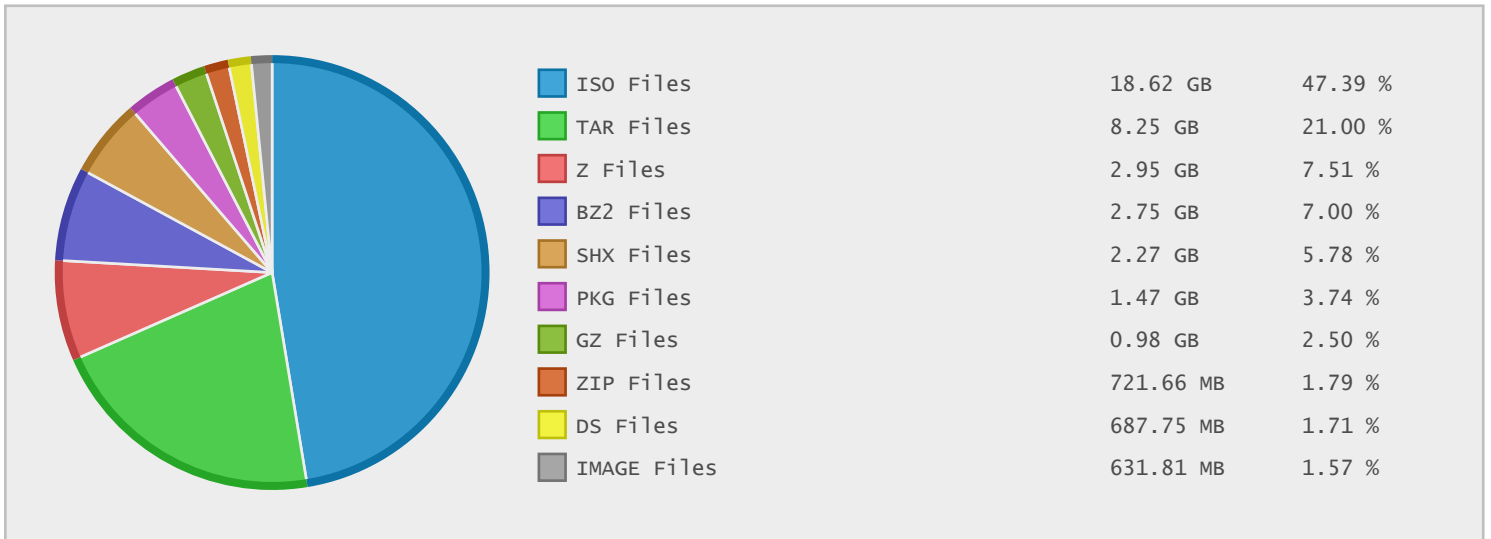 ISO Files 18.62 GB 47.39 %
TAR Files 8.25 GB 21.00 %
Z Files 2.95 GB 7.51 %
BZ2 Files 2.75 GB 7.00 %
SHX Files 2.27 GB 5.78 %
PKG Files 1.47 GB 3.74 %
GZ Files 0.98 GB 2.50 %
ZIP Files 721.66 MB 1.79 %
DS Files 687.75 MB 1.71 %
IMAGE Files 631.81 MB 1.57 %